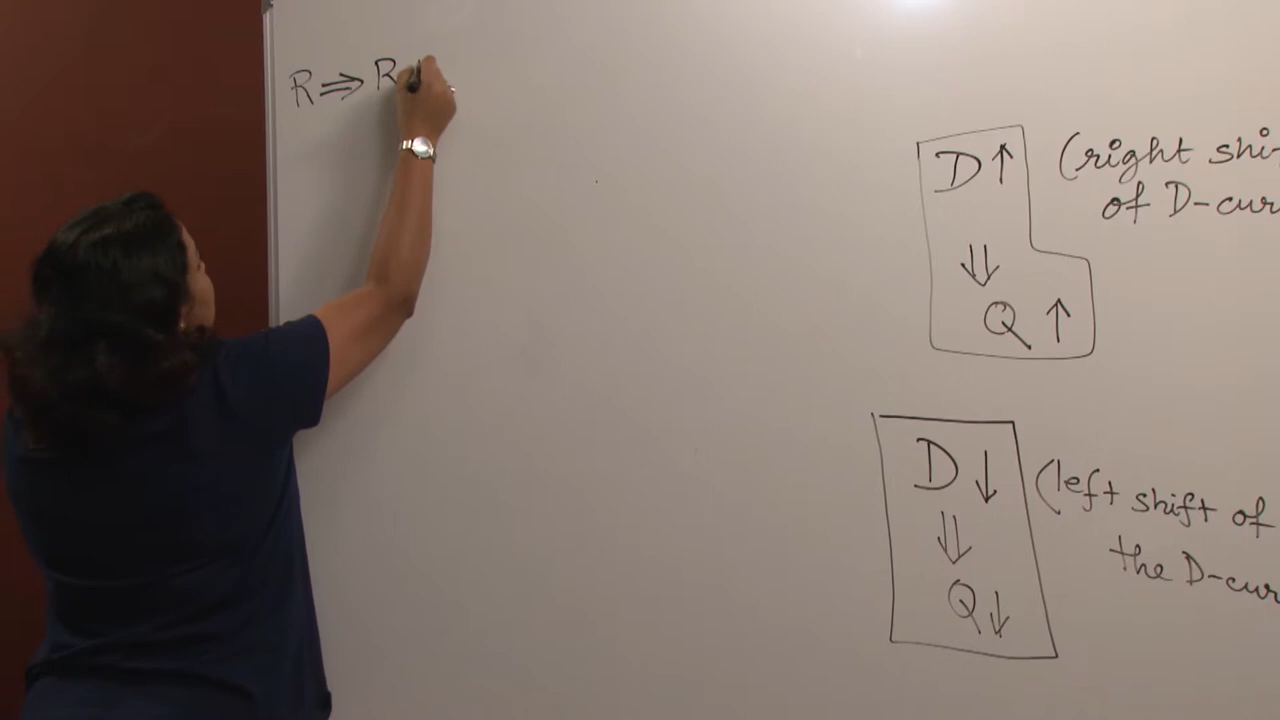 R ⇒ R
D ↑ (right shi-
of D-cur
⇓
Q ↑
D ↓ (left shift of
⇓ the D-cur
Q ↓